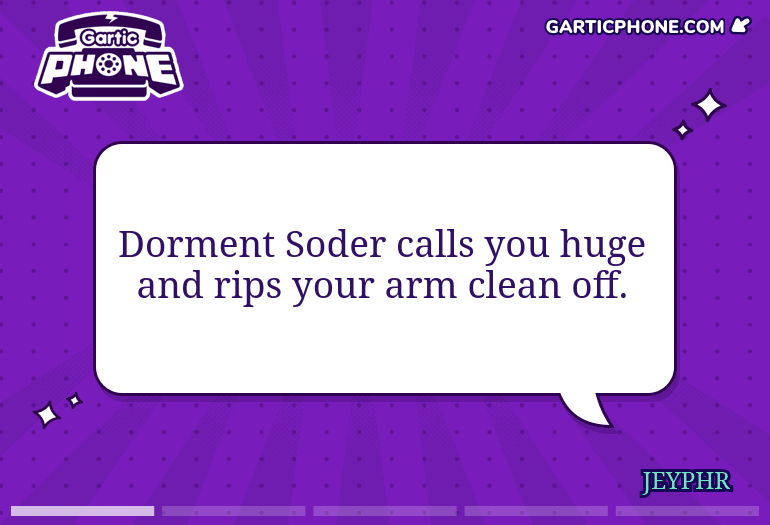 Gartic
PHONE
GARTICPHONE.COM
Dorment Soder calls you huge
and rips your arm clean off.
JEYPHR